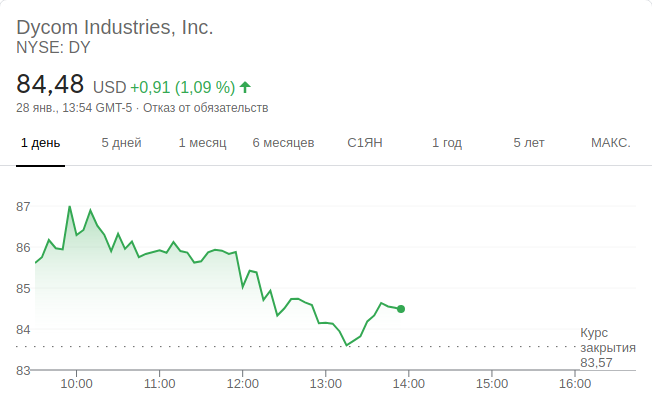 Dycom Industries, Inc.
NYSE: DY
84,48 USD +0,91 (1,09 %)
28 янв., 13:54 GMT-5 · Отказ от обязательств
1 день 5 дней 1 месяц 6 месяцев С1ЯН 1 год 5 лет МАКС.
87
86
85
84
Курс
закрытия
83,57
83
10:00 11:00 12:00 13:00 14:00 15:00 16:00